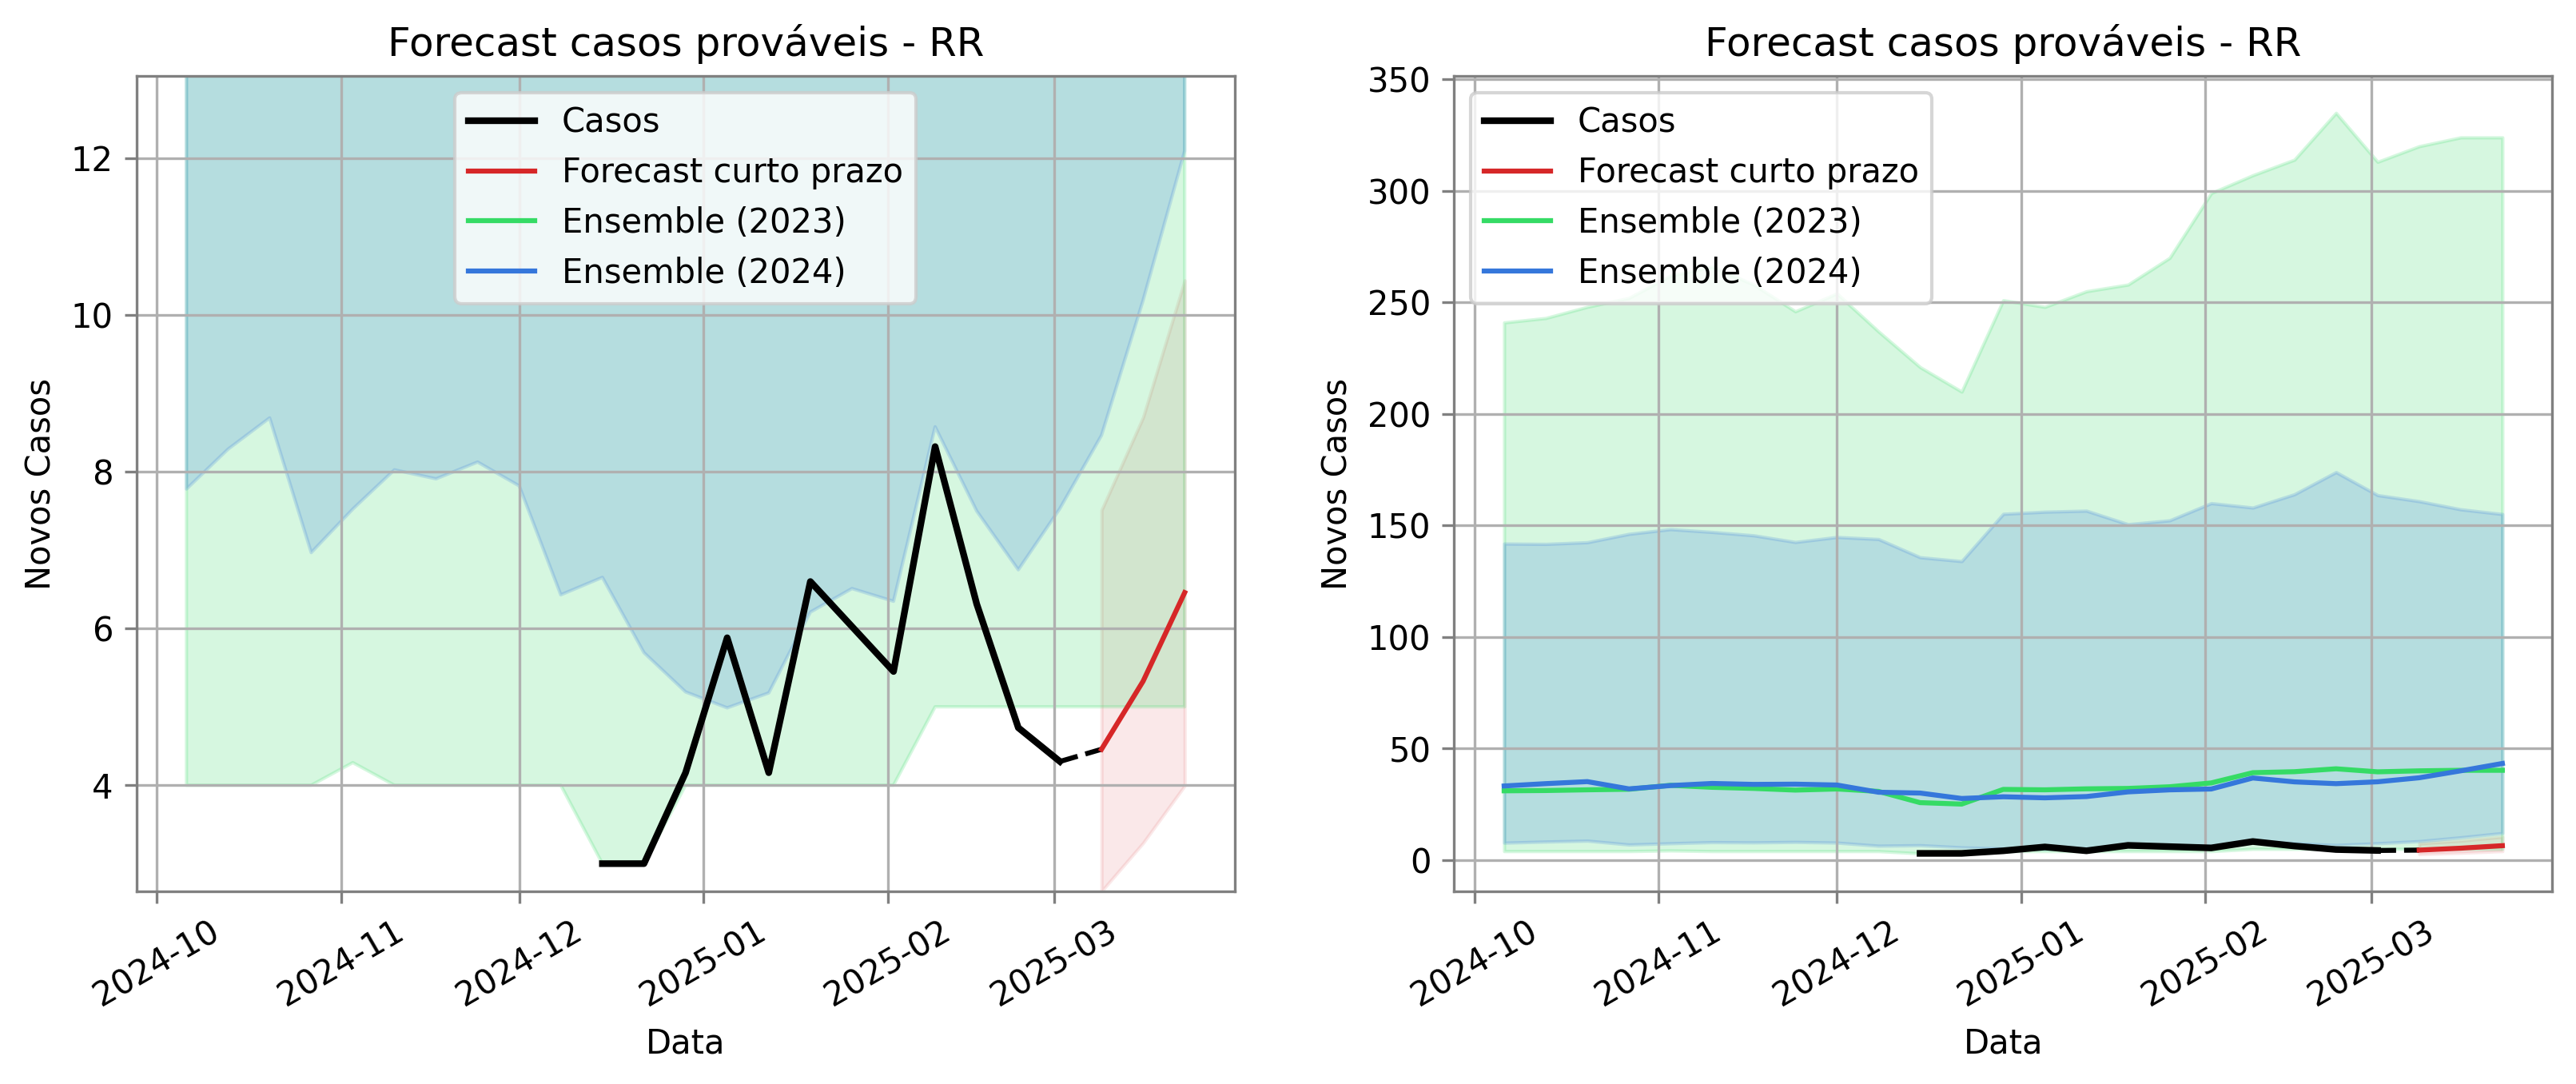 Forecast casos prováveis - RR
Casos
Forecast curto prazo
Ensemble (2023)
Ensemble (2024)
12
10
8
6
4
Novos Casos
2024-10
2024-11
2024-12
2025-01
2025-02
2025-03
Data
Forecast casos prováveis - RR
Casos
Forecast curto prazo
Ensemble (2023)
Ensemble (2024)
350
300
250
200
150
100
50
0
Novos Casos
2024-10
2024-11
2024-12
2025-01
2025-02
2025-03
Data